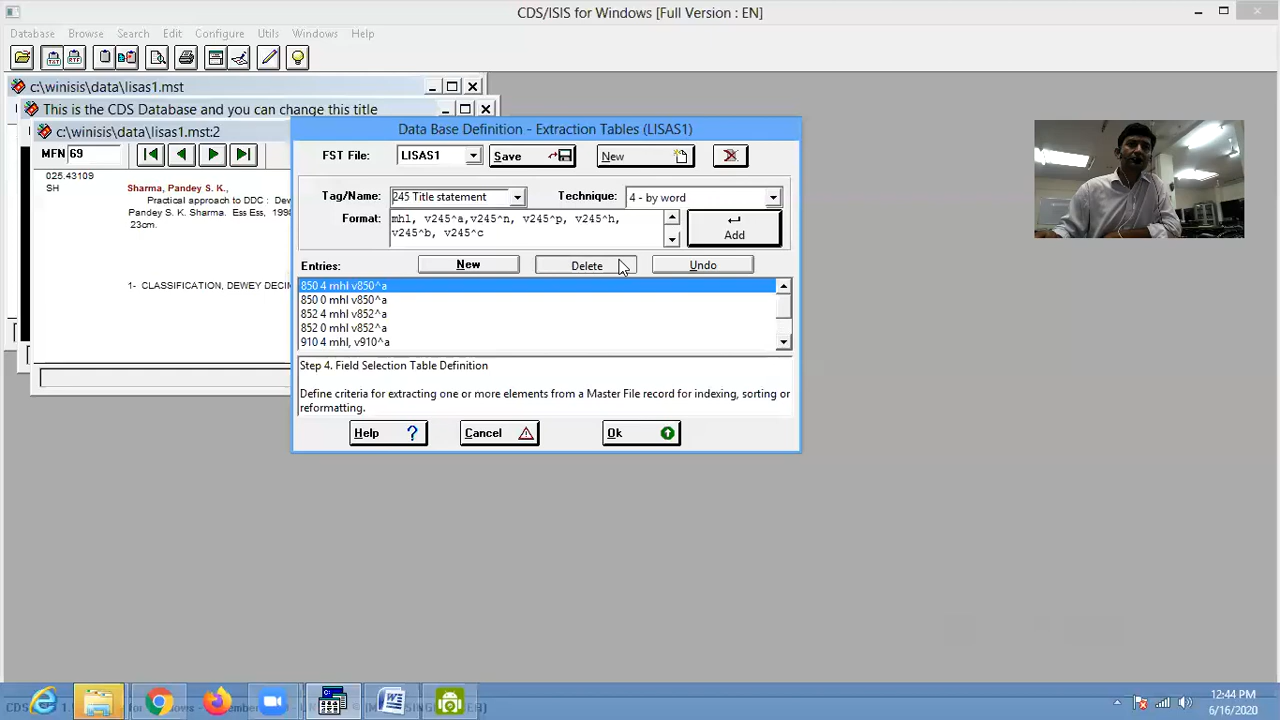 CDS/ISIS for Windows [Full Version : EN]
Database Browse Search Edit Configure Utils Windows Help
c:\winisis\data\lisas1.mst
This is the CDS Database and you can change this title
c:\winisis\data\lisas1.mst:2
MFN 69
025.43109
SH
Sharma, Pandey S. K.,
Practical approach to DDC : Dew
Pandey S. K. Sharma. Ess Ess, 1998
23cm.
1- CLASSIFICATION, DEWEY DECIM
Data Base Definition - Extraction Tables (LISAS1)
FST File: LISAS1 Save New
Tag/Name: 245 Title statement Technique: 4 - by word
Format: mhl, v245^a,v245^n, v245^p, v245^h,
v245^b, v245^c
Add
Entries: New Delete Undo
850 4 mhl v850^a
850 0 mhl v850^a
852 4 mhl v852^a
852 0 mhl v852^a
910 4 mhl, v910^a
Step 4. Field Selection Table Definition
Define criteria for extracting one or more elements from a Master File record for indexing, sorting or
reformatting.
Help ? Cancel Ok
12:44 PM
6/16/2020